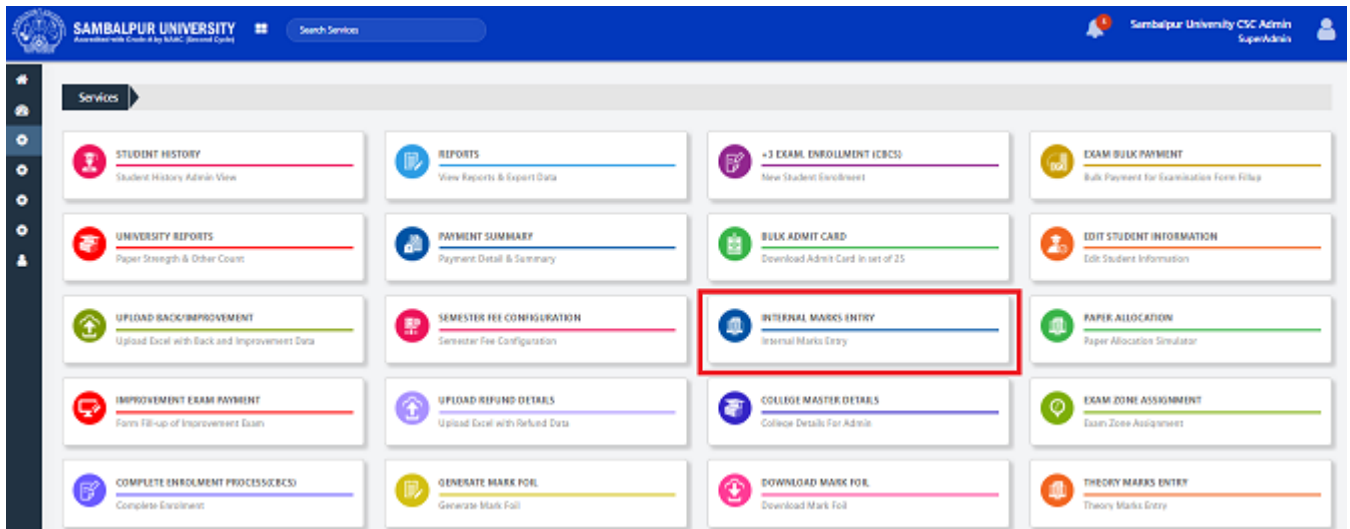 SAMBALPUR UNIVERSITY
Accredited with Grade A by NAAC (Second Cycle)
Search Services
Sambalpur University CSC Admin
SuperAdmin
Services
STUDENT HISTORY
Student History Admin View
REPORTS
View Reports & Export Data
+3 EXAM. ENROLLMENT (CBCS)
New Student Enrollment
EXAM BULK PAYMENT
Bulk Payment for Examination Form Fillup
UNIVERSITY REPORTS
Paper Strength & Other Count
PAYMENT SUMMARY
Payment Detail & Summary
BULK ADMIT CARD
Download Admit Card in set of 25
EDIT STUDENT INFORMATION
Edit Student Information
UPLOAD BACK/IMPROVEMENT
Upload Excel with Back and Improvement Data
SEMESTER FEE CONFIGURATION
Semester Fee Configuration
INTERNAL MARKS ENTRY
Internal Marks Entry
PAPER ALLOCATION
Paper Allocation Simulator
IMPROVEMENT EXAM PAYMENT
Form Fill-up of Improvement Exam
UPLOAD REFUND DETAILS
Upload Excel with Refund Data
COLLEGE MASTER DETAILS
College Details For Admin
EXAM ZONE ASSIGNMENT
Exam Zone Assignment
COMPLETE ENROLMENT PROCESS(CBCS)
Complete Enrolment
GENERATE MARK FOIL
Generate Mark Foil
DOWNLOAD MARK FOIL
Download Mark Foil
THEORY MARKS ENTRY
Theory Marks Entry